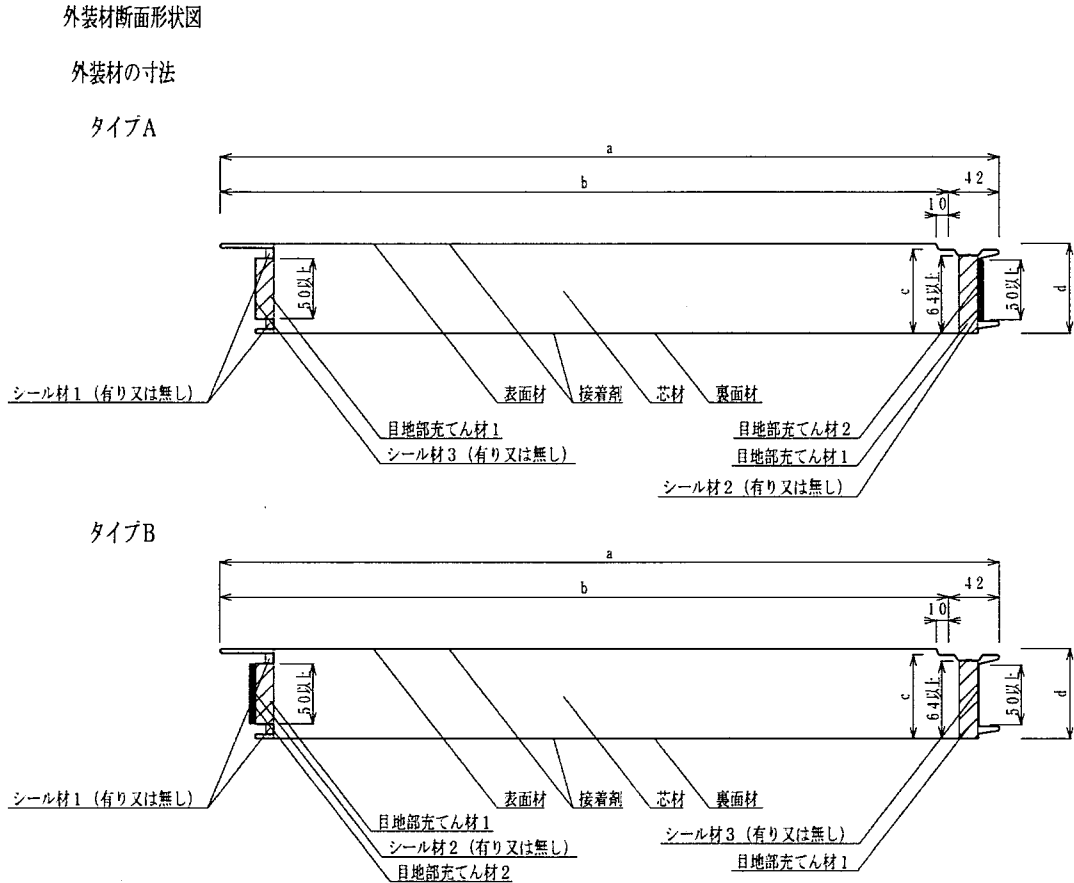 外装材断面形状図
外装材の寸法
タイプA
a
b
42
10
50以上
c
64以上
50以上
d
シール材1（有り又は無し）
表面材
接着剤
芯材
裏面材
目地部充てん材1
シール材3（有り又は無し）
目地部充てん材2
目地部充てん材1
シール材2（有り又は無し）
タイプB
a
b
42
10
50以上
c
64以上
50以上
d
シール材1（有り又は無し）
表面材
接着剤
芯材
裏面材
目地部充てん材1
シール材2（有り又は無し）
目地部充てん材2
シール材3（有り又は無し）
目地部充てん材1